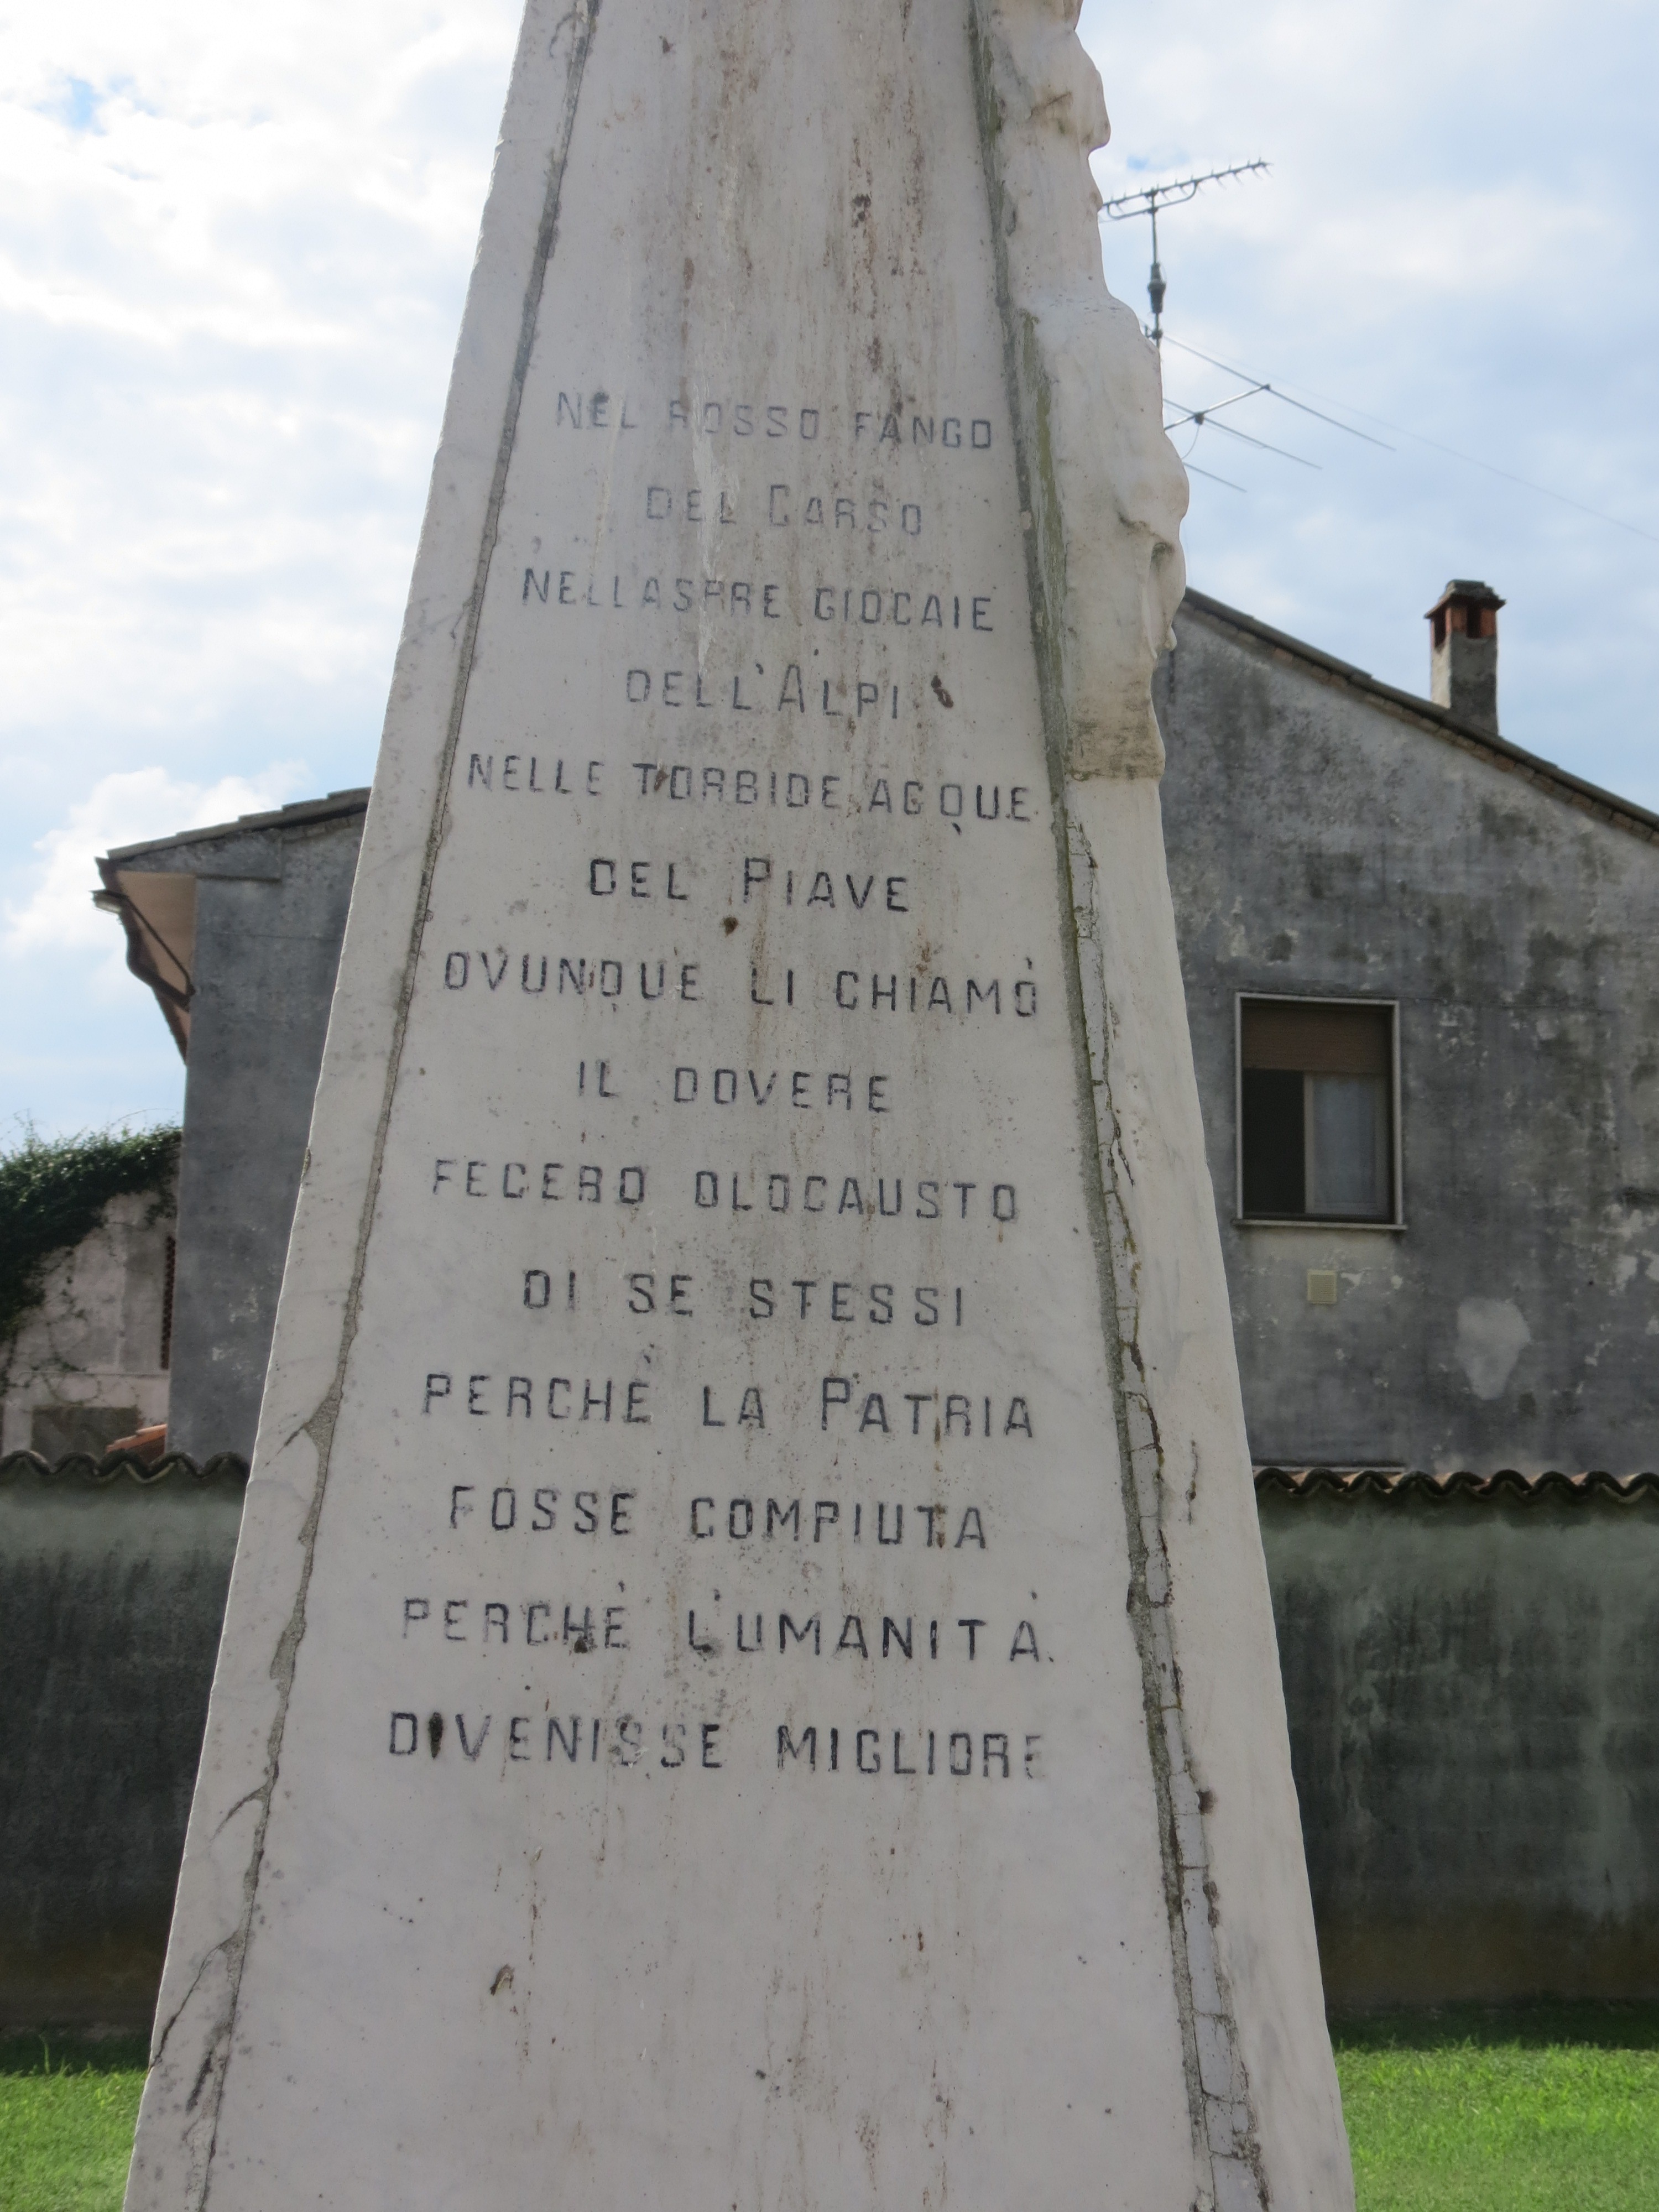 NEL ROSSO FANGO
DEL CARSO
NELL'ASPRE GIOCAIE
DELL'ALPI
NELLE TORBIDE ACQUE
DEL PIAVE
OVUNQUE LI CHIAMÒ
IL DOVERE
FECERO OLOCAUSTO
DI SE STESSI
PERCHÈ LA PATRIA
FOSSE COMPIUTA
PERCHÈ L'UMANITÀ
DIVENISSE MIGLIORE